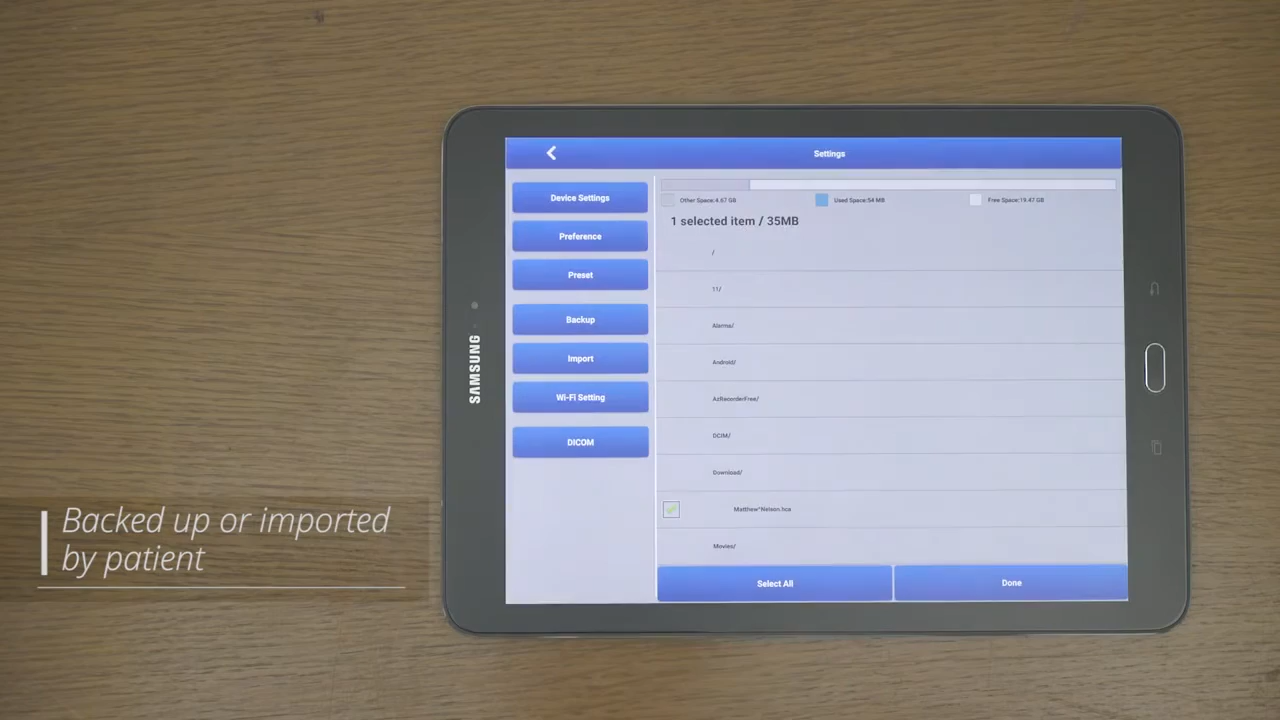 Settings
Device Settings
Preference
Preset
Backup
Import
Wi-Fi Setting
DICOM
Other Space:4.67 GB
Used Space:54 MB
Free Space:19.47 GB
1 selected item / 35MB
/
11/
Alarms/
Android/
AzRecorderFree/
DCIM/
Download/
Matthew^Nelson.hcs
Movies/
Select All
Done
SAMSUNG
Backed up or imported
by patient